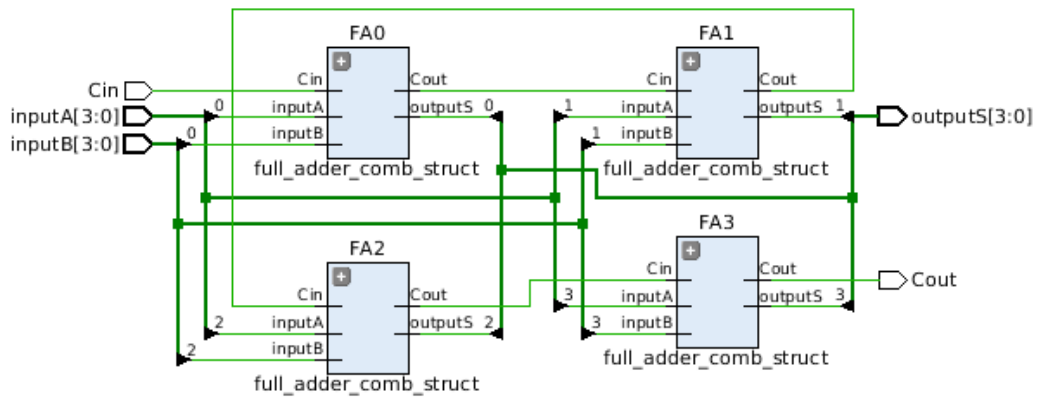 FA0
FA1
Cin
Cin
Cout
Cin
Cout
inputA[3:0]
0
inputA
outputS
0
1
inputA
outputS
1
outputS[3:0]
inputB[3:0]
0
inputB
1
inputB
full_adder_comb_struct
full_adder_comb_struct
FA2
FA3
Cin
Cout
Cout
Cin
Cout
3
inputA
outputS
3
2
inputA
outputS
2
3
inputB
2
inputB
full_adder_comb_struct
full_adder_comb_struct